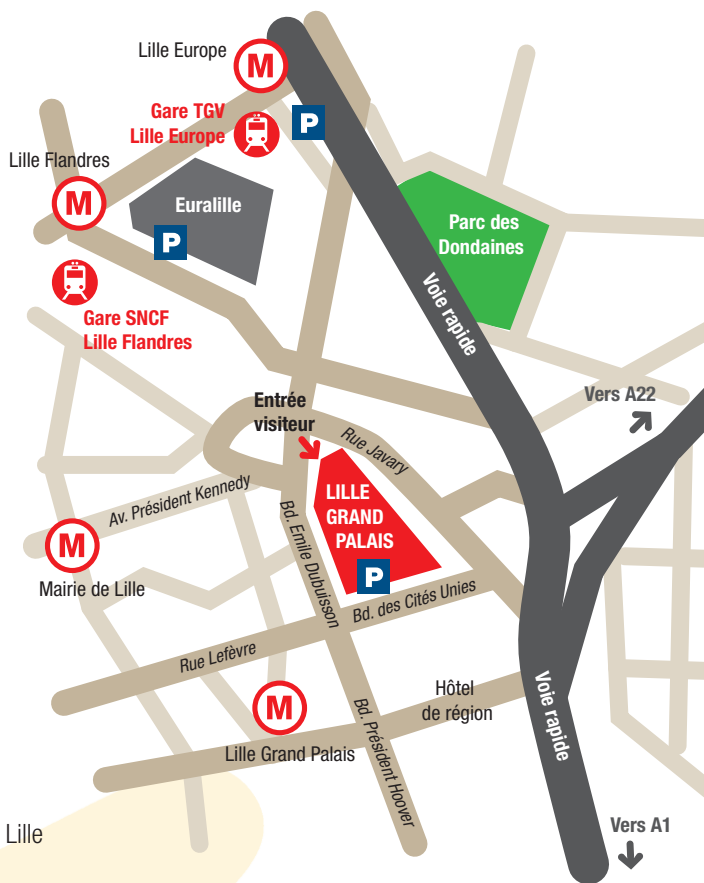 Lille Europe
M
Gare TGV
Lille Europe
P
Lille Flandres
M
Euralille
P
Parc des
Dondaines
Voie rapide
Gare SNCF
Lille Flandres
Vers A22
Entrée
visiteur
Rue Javary
LILLE
GRAND
PALAIS
P
Av. Président Kennedy
M
Mairie de Lille
Bd. Emile Dubuisson
Bd. des Cités Unies
Rue Lefèvre
M
Lille Grand Palais
Hôtel
de région
Voie rapide
Bd. Président Hoover
Lille
Vers A1